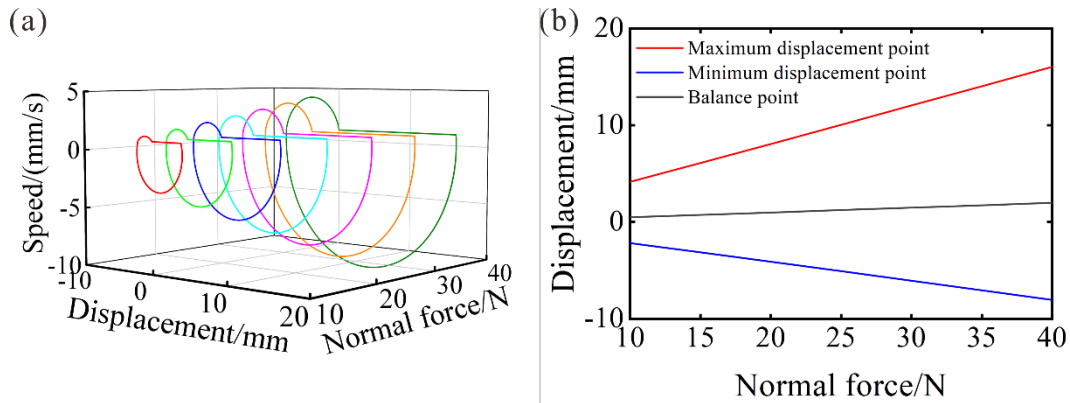 (a)
Speed/(mm/s)
5
0
-5
-10
-10
0
10
20
Displacement/mm
10
20
30
40
Normal force/N
(b)
Displacement/mm
20
10
0
-10
Maximum displacement point
Minimum displacement point
Balance point
10 15 20 25 30 35 40
Normal force/N